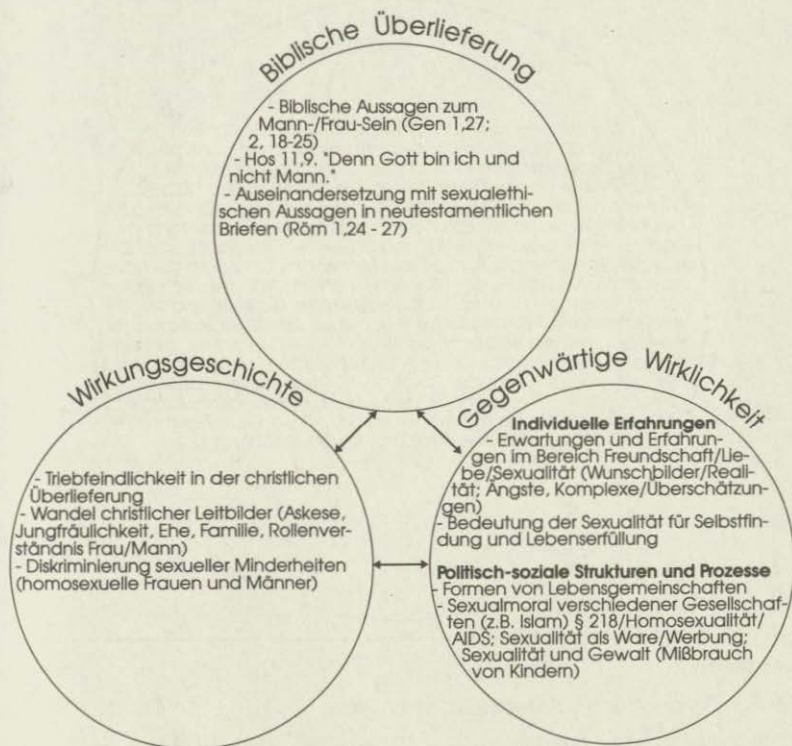 Biblische Überlieferung
- Biblische Aussagen zum
Mann-/Frau-Sein (Gen 1,27;
2, 18-25)
- Hos 11,9. "Denn Gott bin ich und
nicht Mann."
- Auseinandersetzung mit sexualethi-
schen Aussagen in neutestamentlichen
Briefen (Röm 1,24 - 27)
Wirkungsgeschichte
- Triebfeindlichkeit in der christlichen
Überlieferung
- Wandel christlicher Leitbilder (Askese,
Jungfräulichkeit, Ehe, Familie, Rollenver-
ständnis Frau/Mann)
- Diskriminierung sexueller Minderheiten
(homosexuelle Frauen und Männer)
Gegenwärtige Wirklichkeit
Individuelle Erfahrungen
- Erwartungen und Erfahrun-
gen im Bereich Freundschaft/Lie-
be/Sexualität (Wunschbilder/Reali-
tät; Ängste, Komplexe/Überschätzun-
gen)
- Bedeutung der Sexualität für Selbstfin-
dung und Lebenserfüllung
Politisch-soziale Strukturen und Prozesse
- Formen von Lebensgemeinschaften
- Sexualmoral verschiedener Gesellschaf-
ten (z.B. Islam) § 218/Homosexualität/
AIDS; Sexualität als Ware/Werbung;
Sexualität und Gewalt (Mißbrauch
von Kindern)